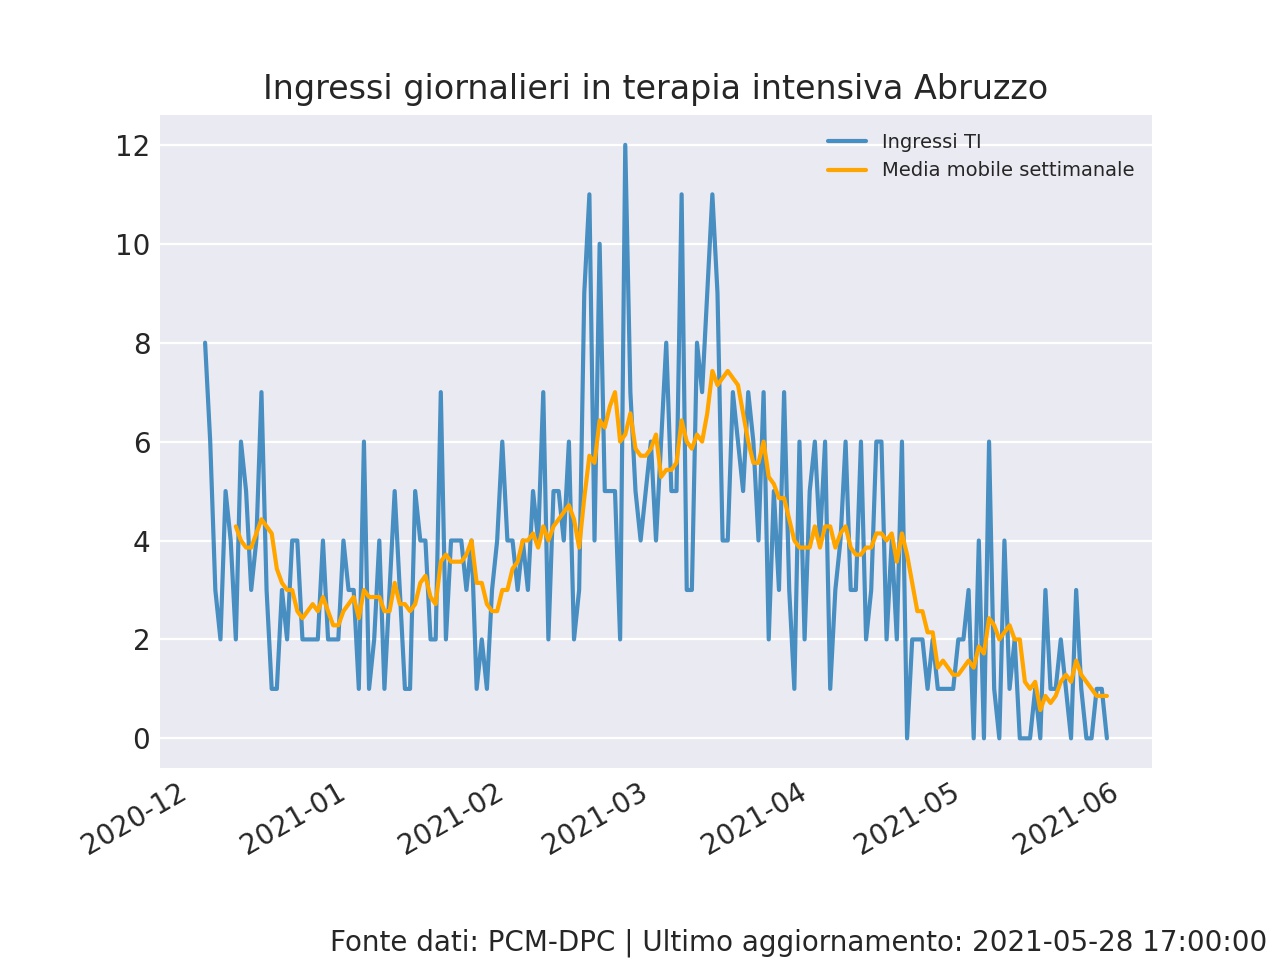 Ingressi giornalieri in terapia intensiva Abruzzo
Ingressi TI
Media mobile settimanale
12
10
8
6
4
2
0
2020-12 2021-01 2021-02 2021-03 2021-04 2021-05 2021-06
Fonte dati: PCM-DPC | Ultimo aggiornamento: 2021-05-28 17:00:00